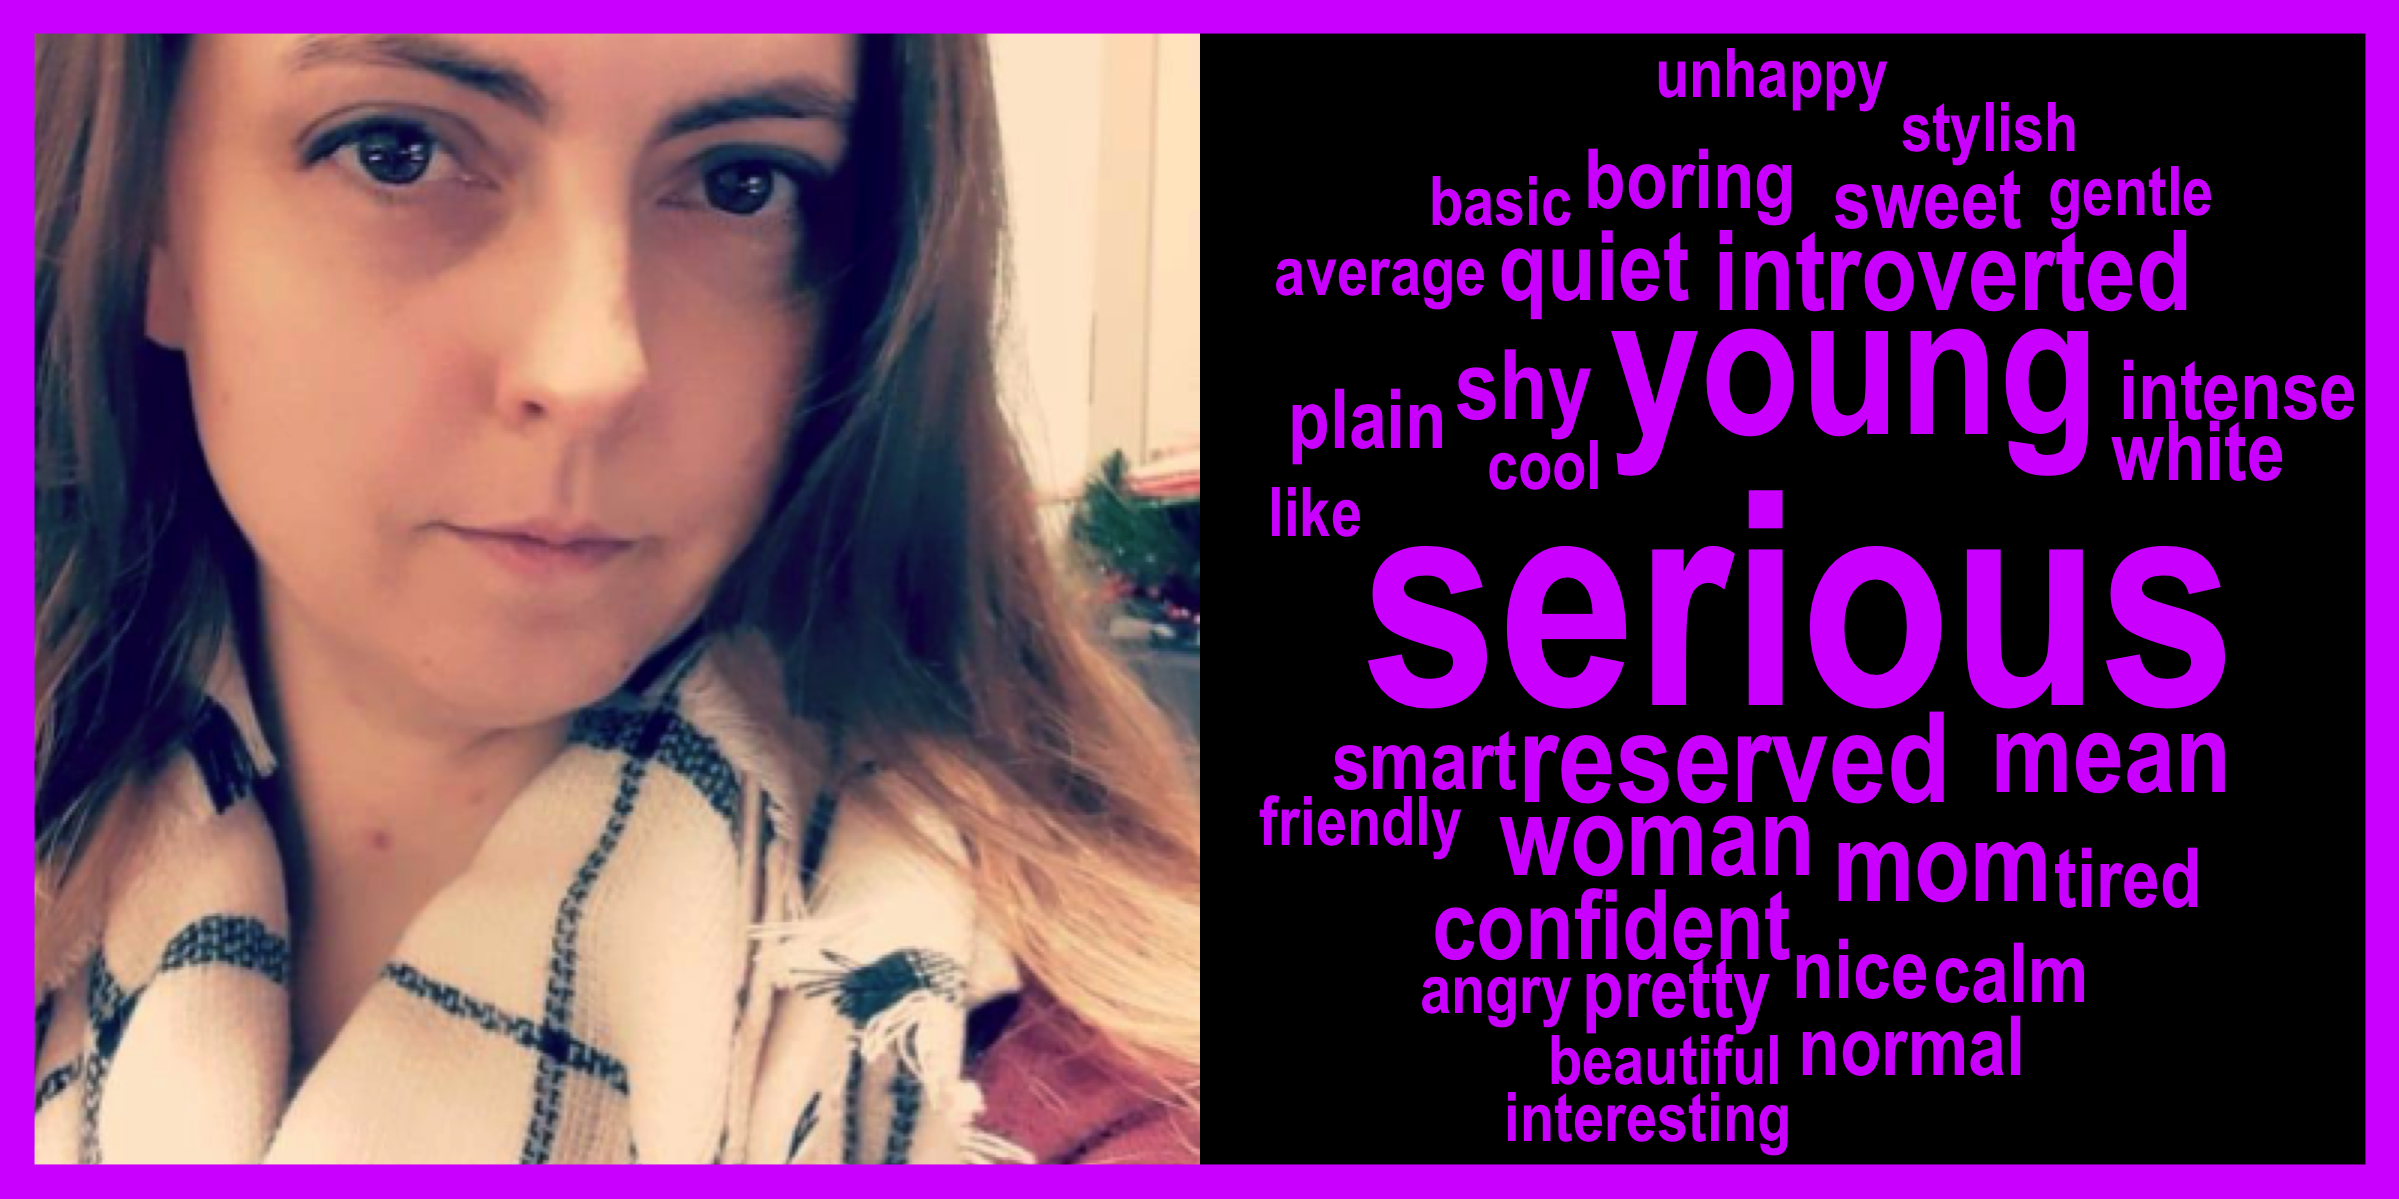 unhappy
stylish
basic boring sweet gentle
average quiet introverted
plain shy young intense
cool white
like
serious
smart reserved mean
friendly woman mom tired
confident
angry pretty nice calm
beautiful normal
interesting